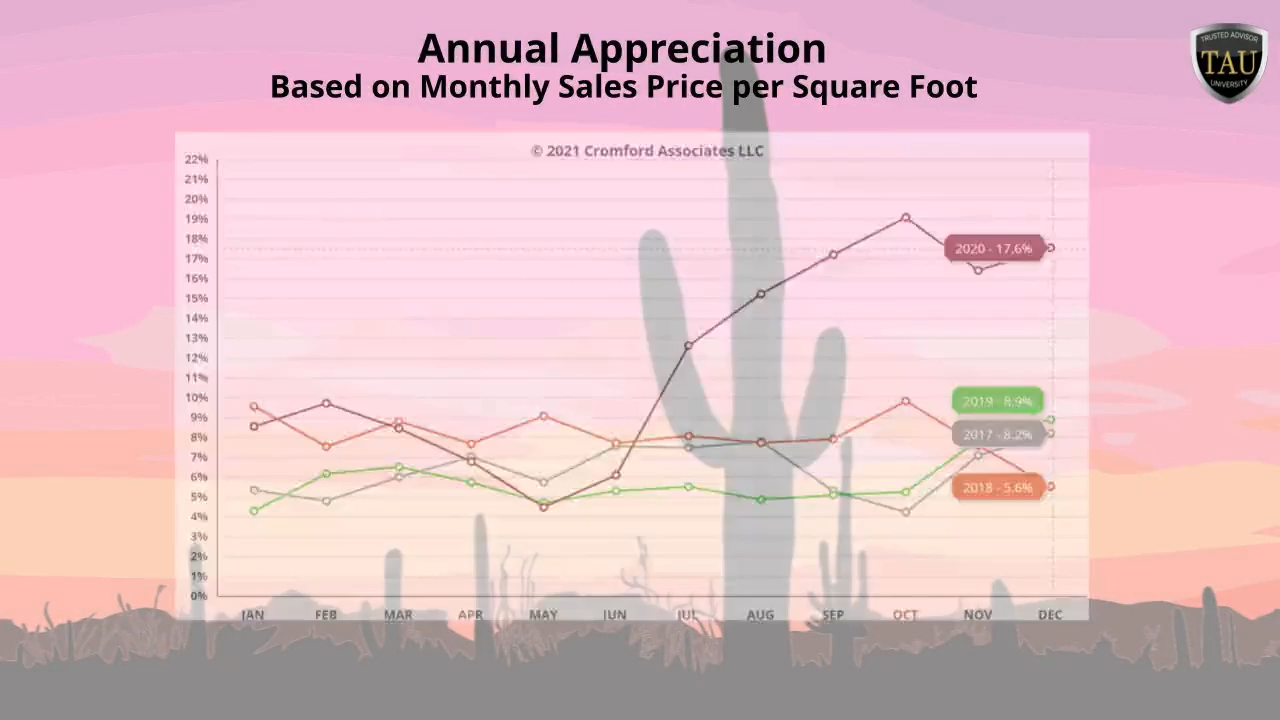 Annual Appreciation
Based on Monthly Sales Price per Square Foot
TRUSTED ADVISOR
TAU
UNIVERSITY
© 2021 Cromford Associates LLC
22%
21%
20%
19%
18%
17%
16%
15%
14%
13%
12%
11%
10%
9%
8%
7%
6%
5%
4%
3%
2%
1%
0%
2020 - 17.6%
2019 - 8.9%
2017 - 8.2%
2018 - 5.6%
JAN FEB MAR APR MAY JUN JUL AUG SEP OCT NOV DEC